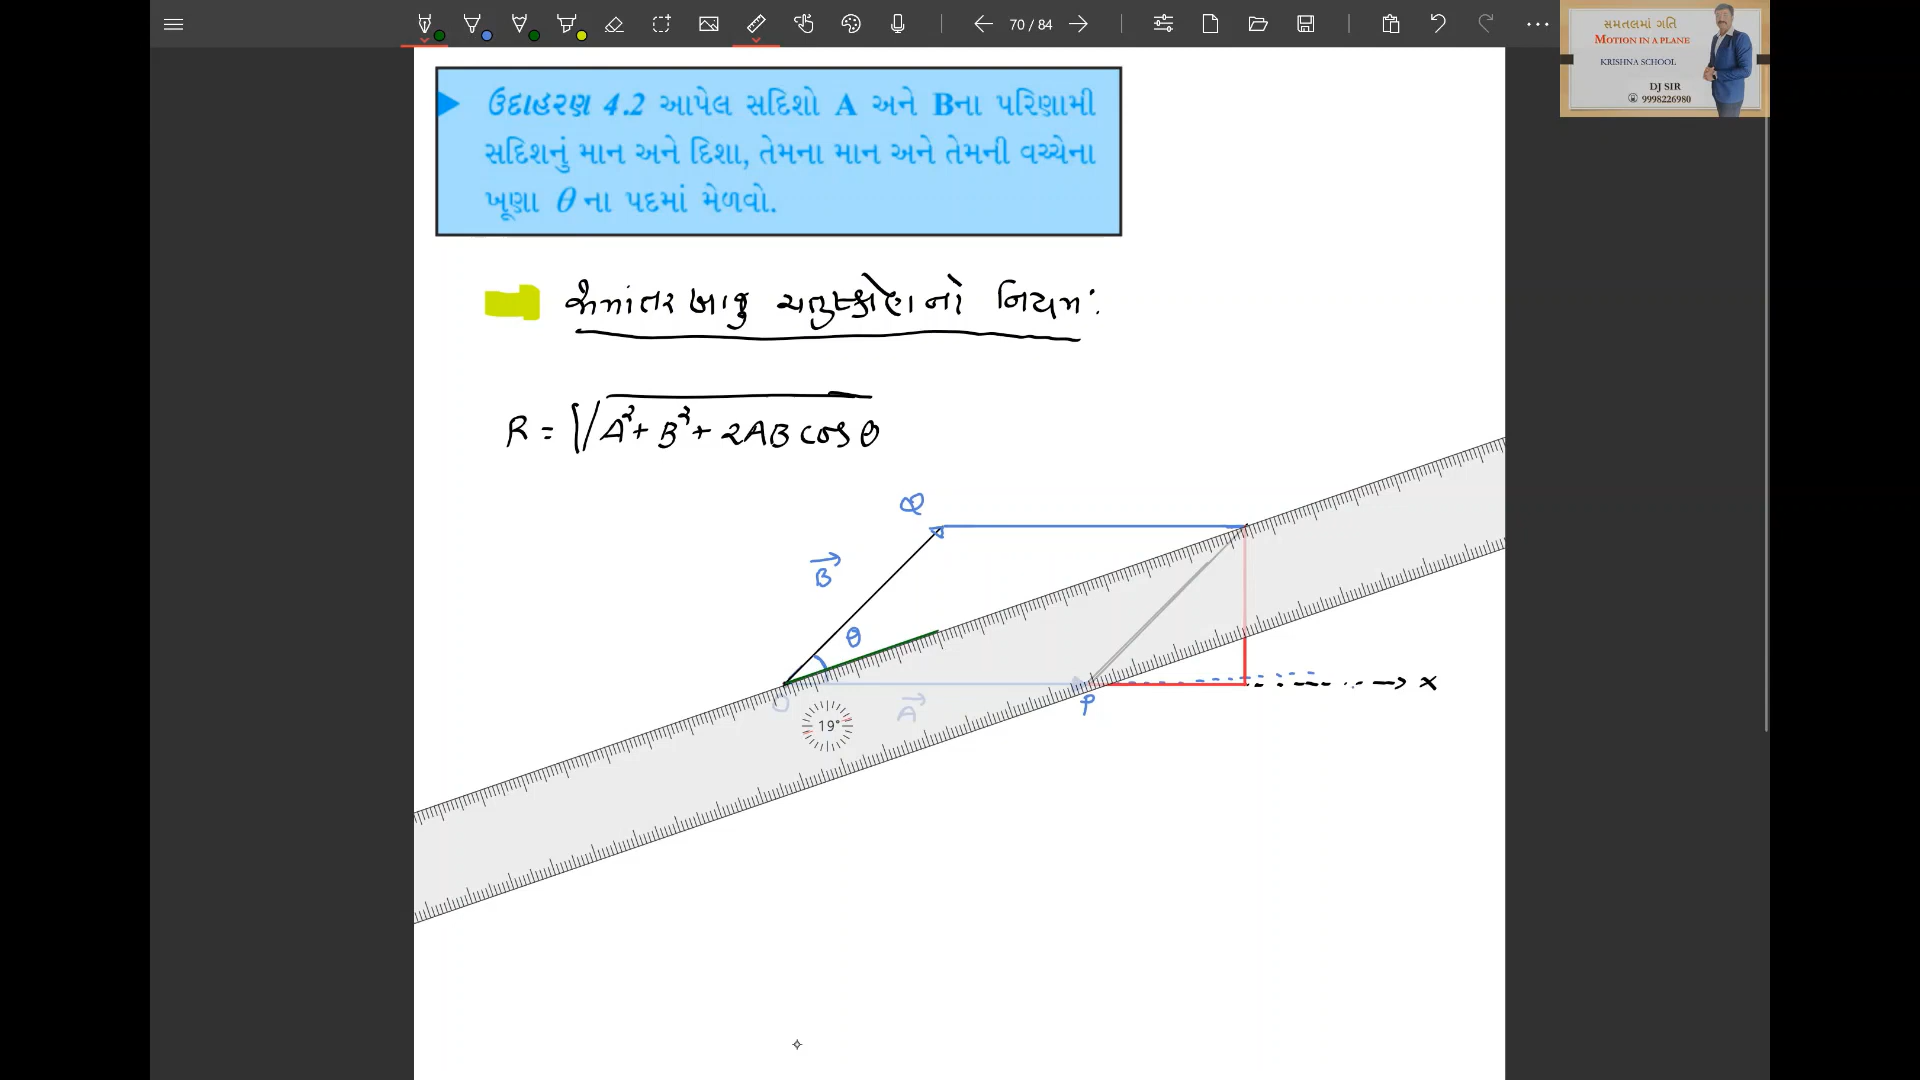 70 / 84
સમતલમાં ગતિ
MOTION IN A PLANE
KRISHNA SCHOOL
DJ SIR
9998226980
ઉદાહરણ 4.2 આપેલ સદિશો A અને Bના પરિણામી
સદિશનું માન અને દિશા, તેમના માન અને તેમની વચ્ચેના
ખૂણા θ ના પદમાં મેળવો.
સમાંતર બાજુ ચતુષ્કોણનો નિયમ:
R = √A²+ B²+ 2AB cos θ
Q
B
θ
O
A
P
x
19°